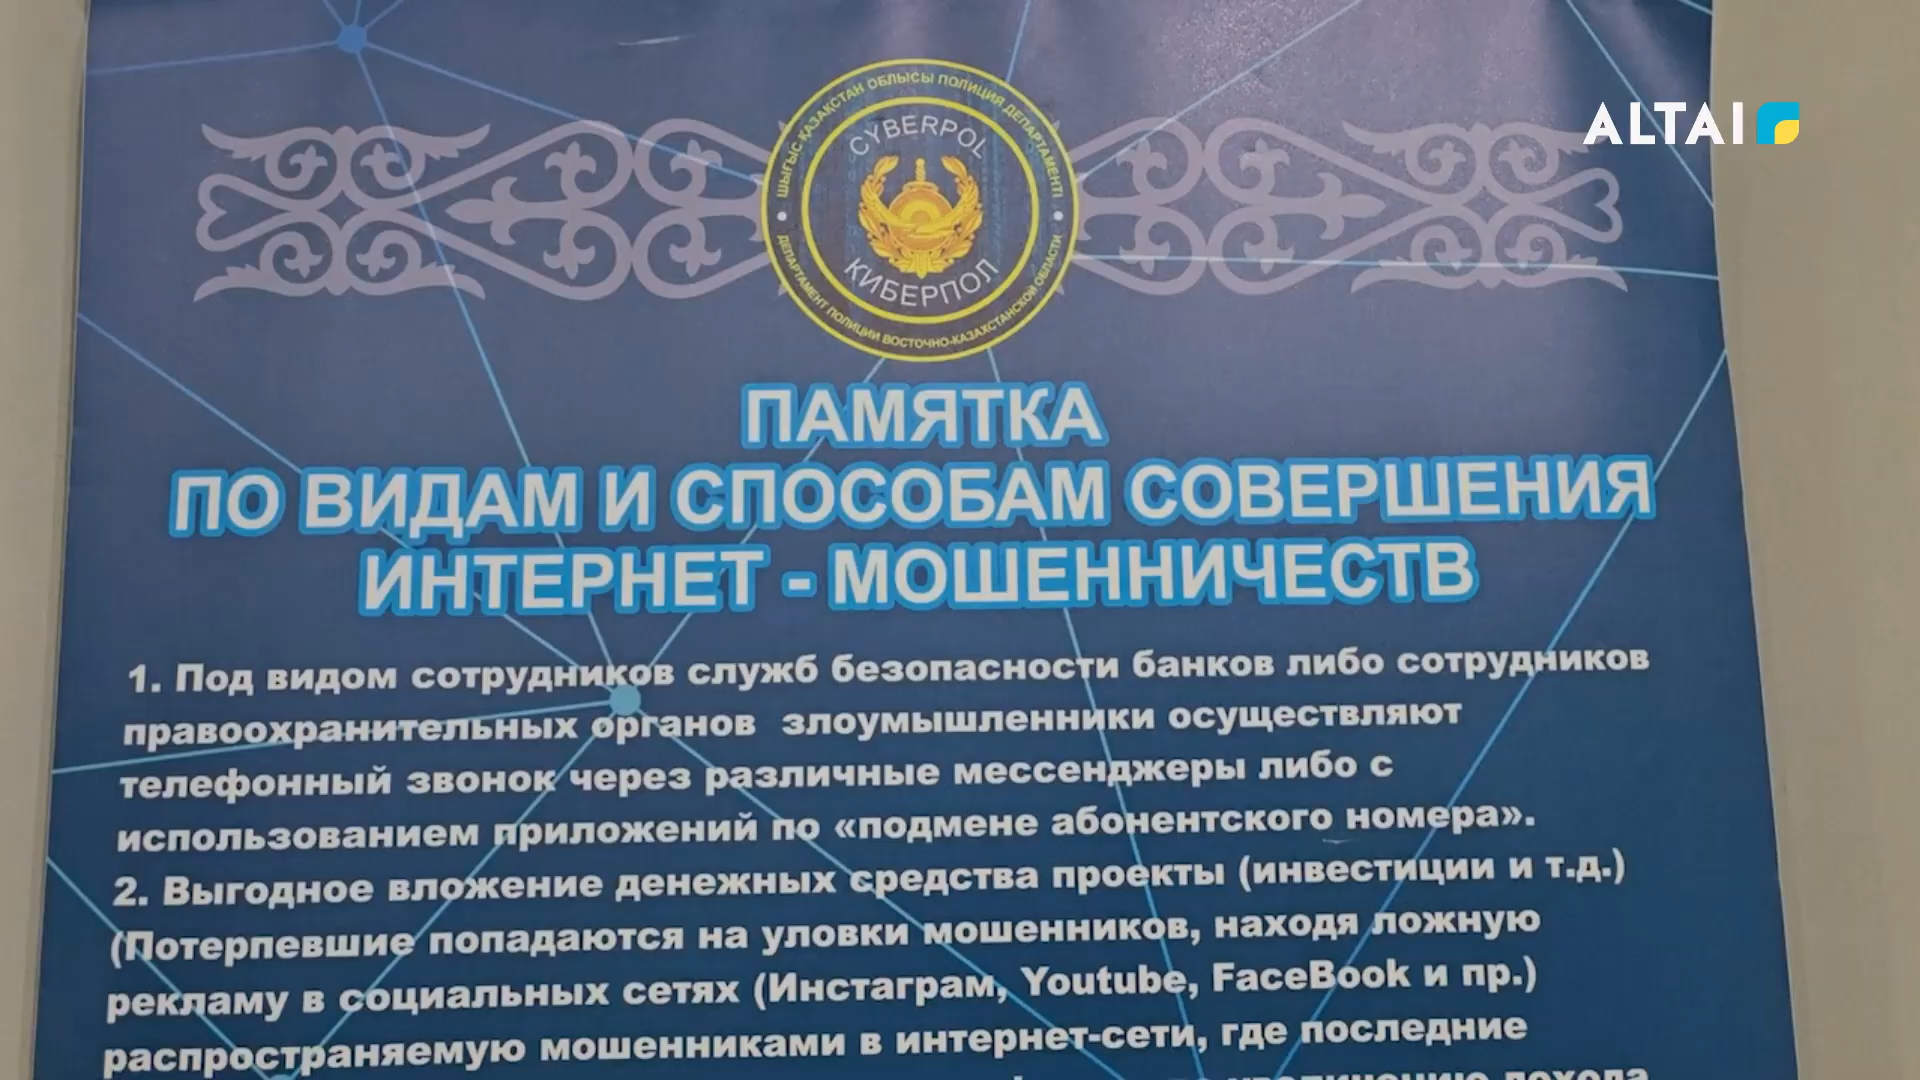 ШЫҒЫС ҚАЗАҚСТАН ОБЛЫСЫ ПОЛИЦИЯ ДЕПАРТАМЕНТІ
CYBERPOL
КИБЕРПОЛ
ДЕПАРТАМЕНТ ПОЛИЦИИ ВОСТОЧНО-КАЗАХСТАНСКОЙ ОБЛАСТИ
ALTAI
ПАМЯТКА
ПО ВИДАМ И СПОСОБАМ СОВЕРШЕНИЯ
ИНТЕРНЕТ - МОШЕННИЧЕСТВ
1. Под видом сотрудников служб безопасности банков либо сотрудников
правоохранительных органов злоумышленники осуществляют
телефонный звонок через различные мессенджеры либо с
использованием приложений по «подмене абонентского номера».
2. Выгодное вложение денежных средства проекты (инвестиции и т.д.)
(Потерпевшие попадаются на уловки мошенников, находя ложную
рекламу в социальных сетях (Инстаграм, Youtube, FaceBook и пр.)
распространяемую мошенниками в интернет-сети, где последние
увеличению дохода